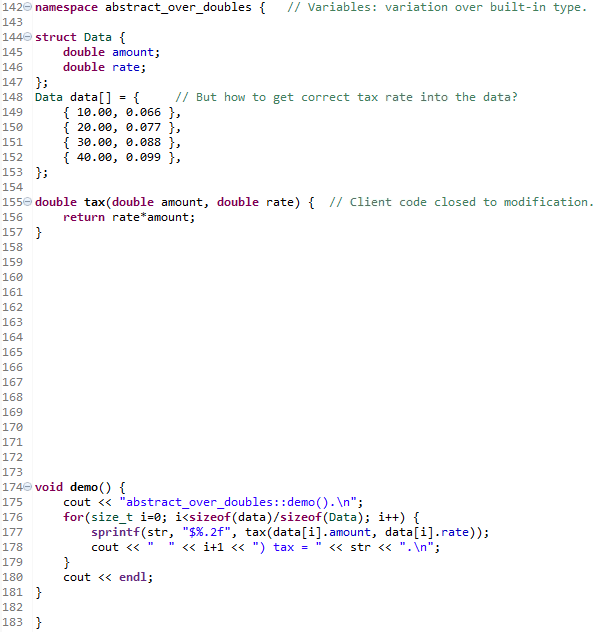 142 namespace abstract_over_doubles {   // Variables: variation over built-in type.
143
144 struct Data {
145     double amount;
146     double rate;
147 };
148 Data data[] = {     // But how to get correct tax rate into the data?
149     { 10.00, 0.066 },
150     { 20.00, 0.077 },
151     { 30.00, 0.088 },
152     { 40.00, 0.099 },
153 };
154
155 double tax(double amount, double rate) {  // Client code closed to modification.
156     return rate*amount;
157 }
158
159
160
161
162
163
164
165
166
167
168
169
170
171
172
173
174 void demo() {
175     cout << "abstract_over_doubles::demo().\n";
176     for(size_t i=0; i<sizeof(data)/sizeof(Data); i++) {
177         sprintf(str, "$%.2f", tax(data[i].amount, data[i].rate));
178         cout << "  " << i+1 << ") tax = " << str << ".\n";
179     }
180     cout << endl;
181 }
182
183 }